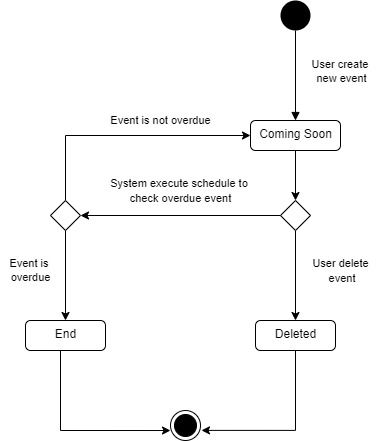 User create
new event
Event is not overdue
Coming Soon
System execute schedule to
check overdue event
Event is
overdue
User delete
event
End
Deleted